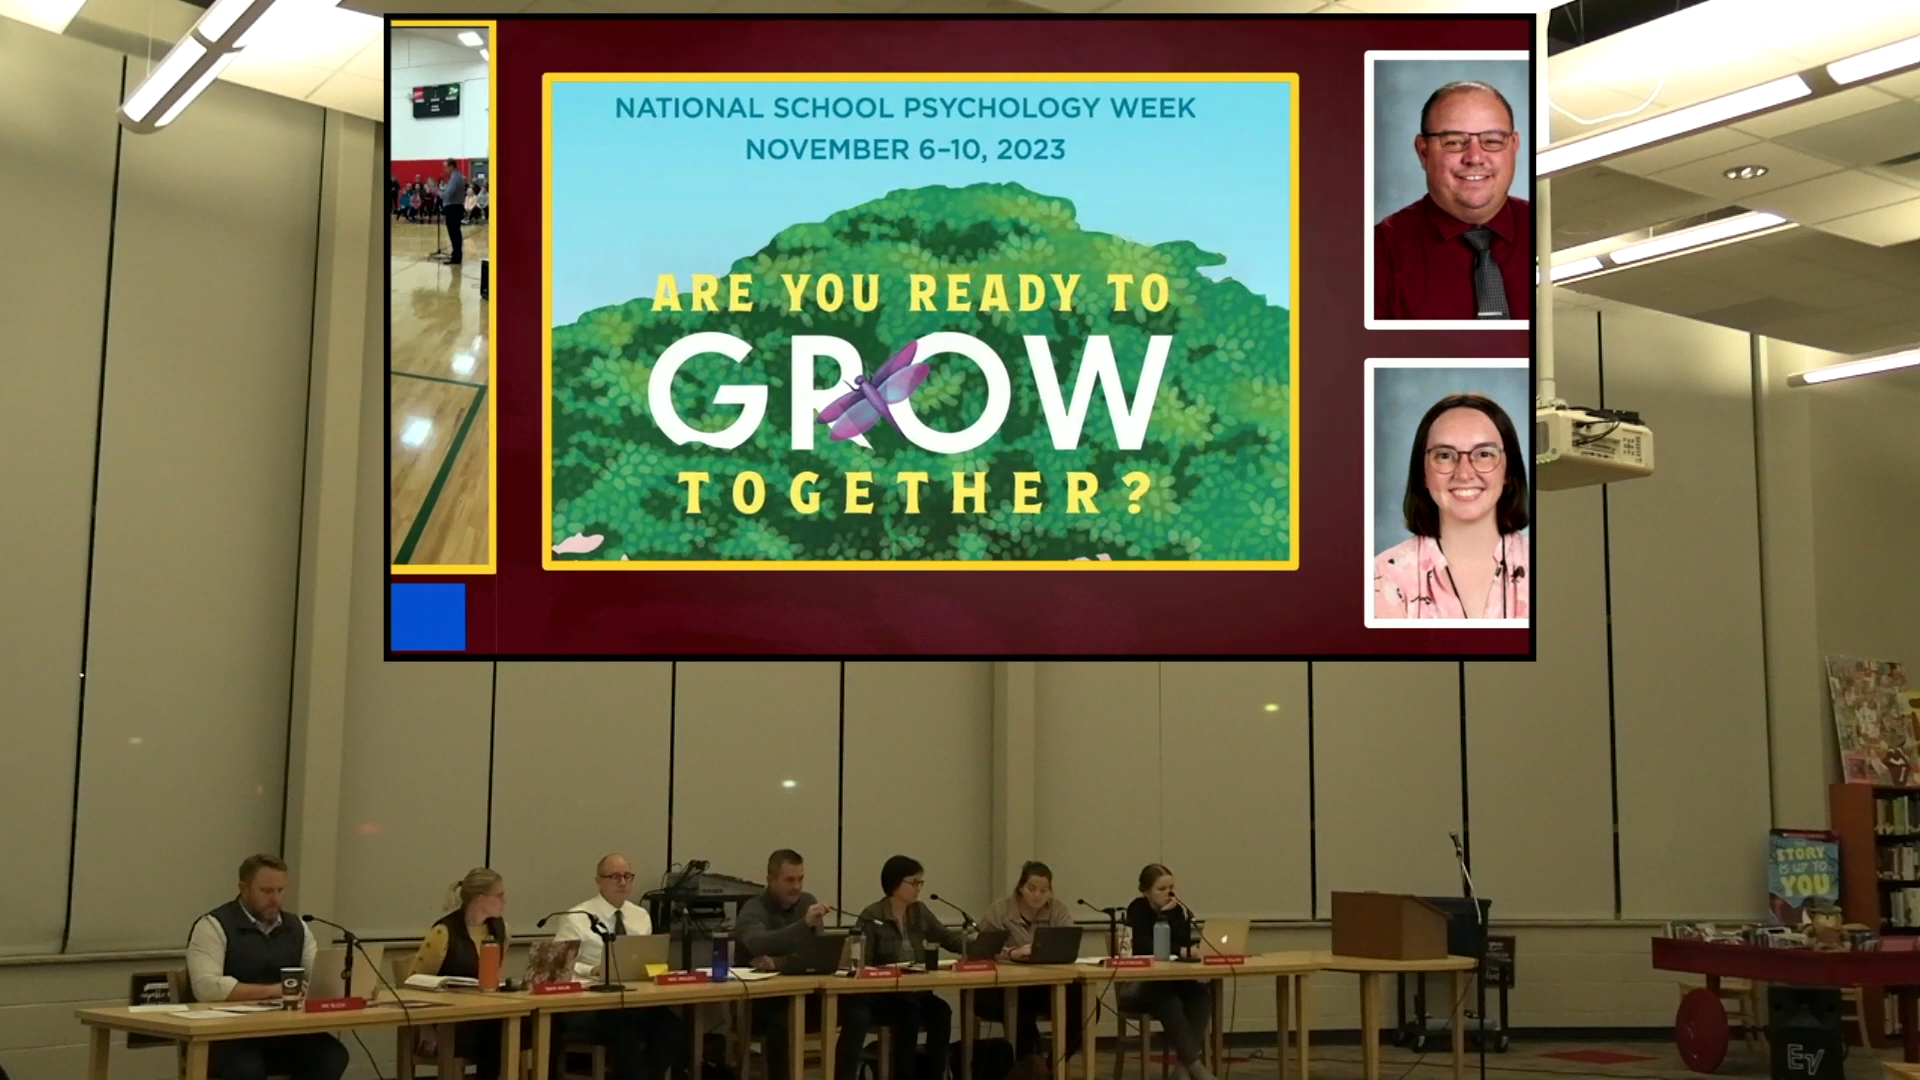 NATIONAL SCHOOL PSYCHOLOGY WEEK
NOVEMBER 6–10, 2023
ARE YOU READY TO
GROW
TOGETHER?
STORY
IS UP TO
YOU
EV